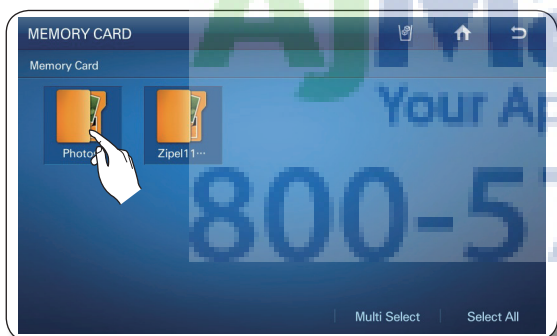 MEMORY CARD
Memory Card
Your Ap
Photo
Zipel11...
800-5
Multi Select
Select All